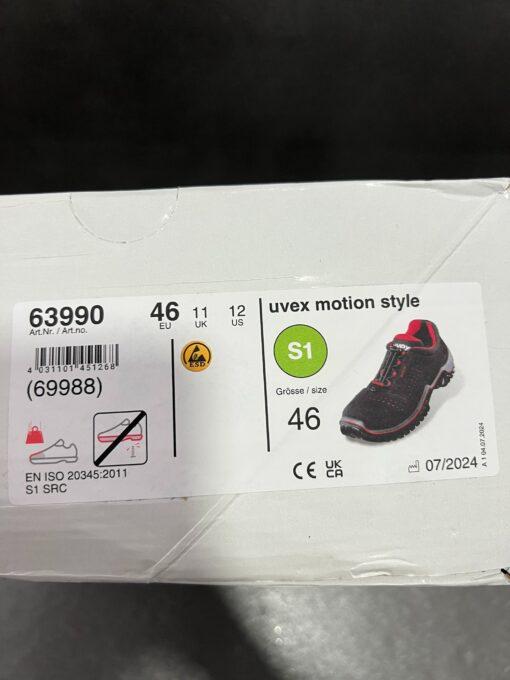 63990
Art.Nr. / Art.no.
46 EU
11 UK
12 US
4 031101 451268
(69988)
ESD
EN ISO 20345:2011
S1 SRC
uvex motion style
S1
Grösse / size
46
CE UK CA
07/2024
A 1 04.07.2024